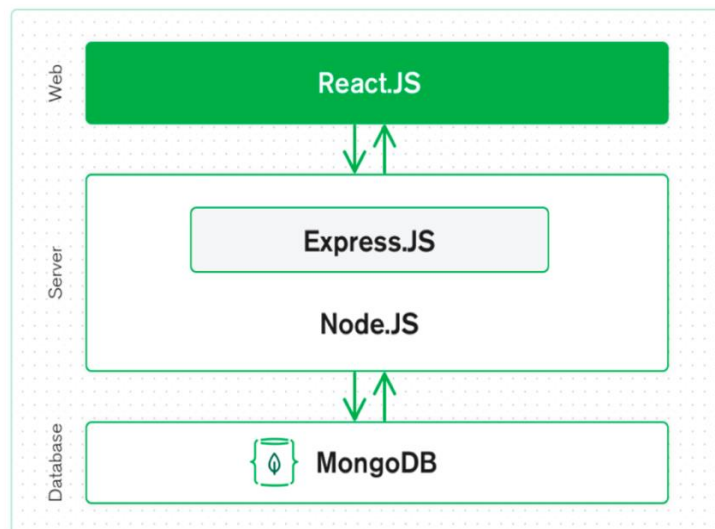 Web
React.JS
Server
Express.JS
Node.JS
Database
MongoDB